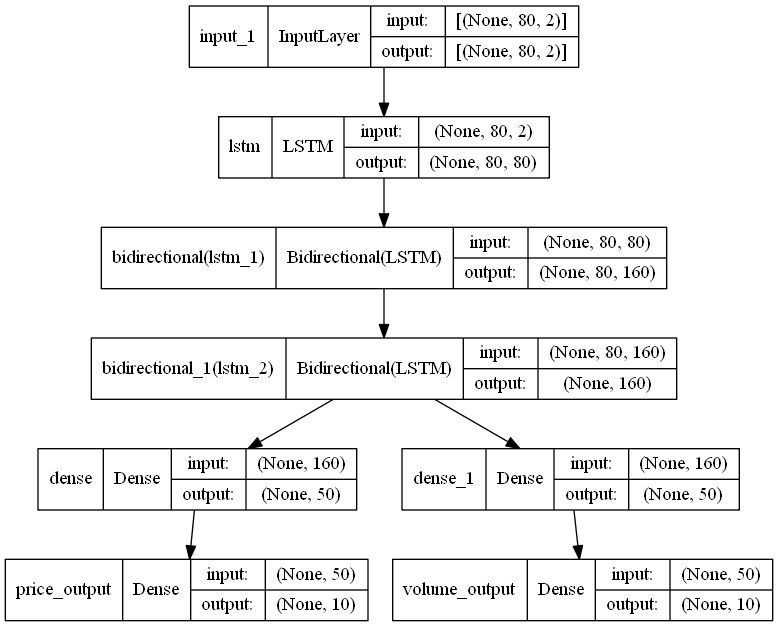 input_1 InputLayer input: [(None, 80, 2)]
output: [(None, 80, 2)]
lstm LSTM input: (None, 80, 2)
output: (None, 80, 80)
bidirectional(lstm_1) Bidirectional(LSTM) input: (None, 80, 80)
output: (None, 80, 160)
bidirectional_1(lstm_2) Bidirectional(LSTM) input: (None, 80, 160)
output: (None, 160)
dense Dense input: (None, 160)
output: (None, 50)
dense_1 Dense input: (None, 160)
output: (None, 50)
price_output Dense input: (None, 50)
output: (None, 10)
volume_output Dense input: (None, 50)
output: (None, 10)